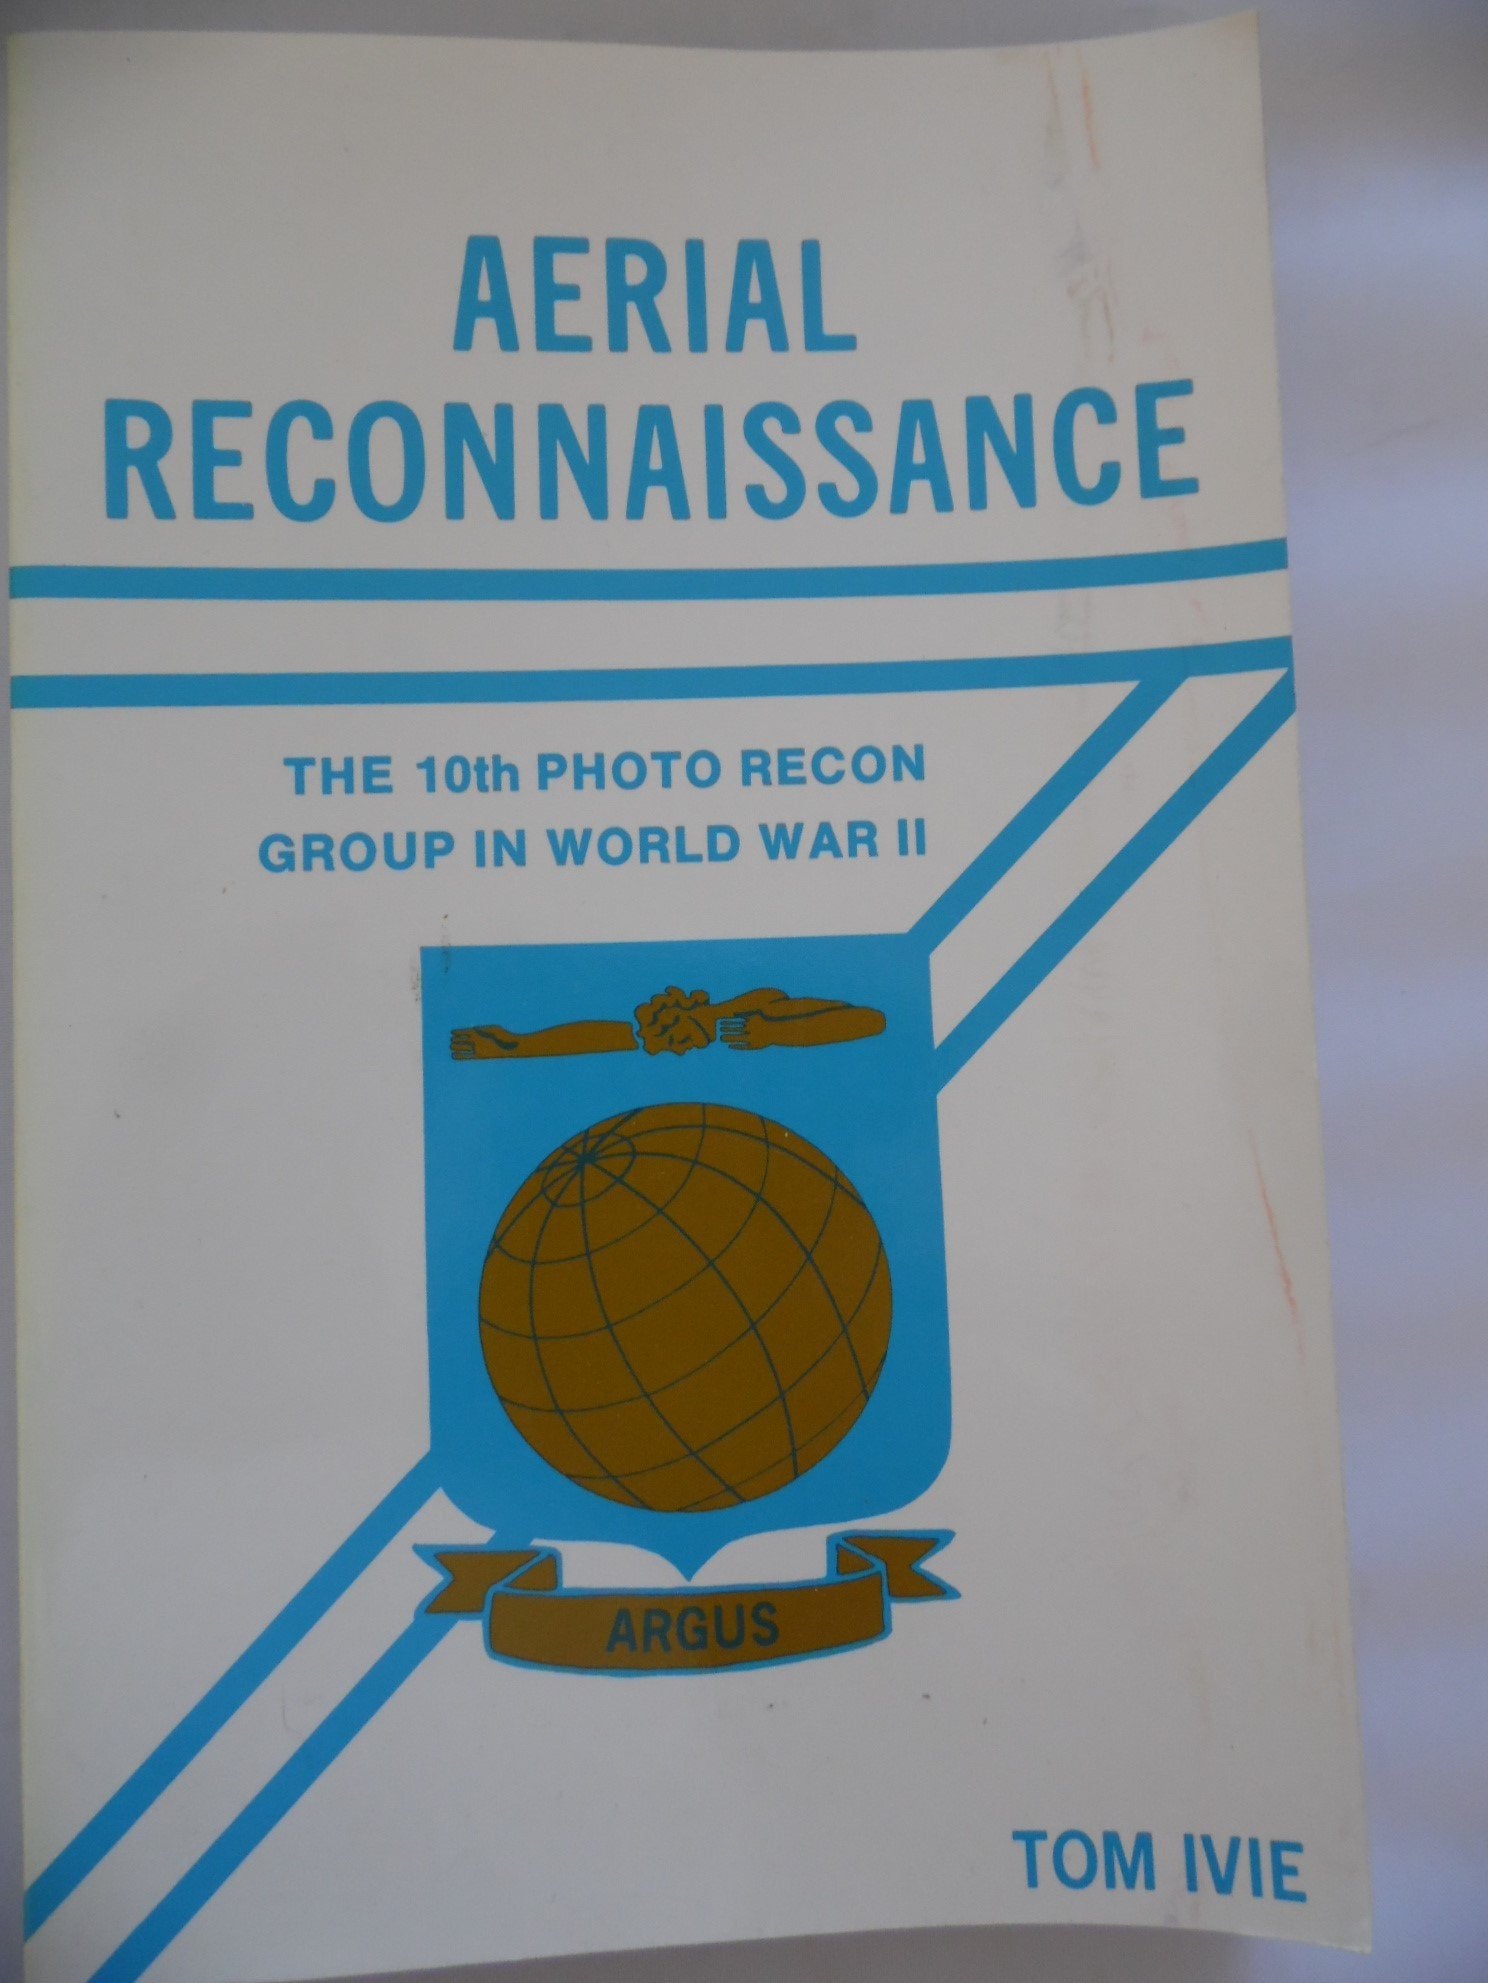 AERIAL
RECONNAISSANCE
THE 10th PHOTO RECON
GROUP IN WORLD WAR II
ARGUS
TOM IVIE